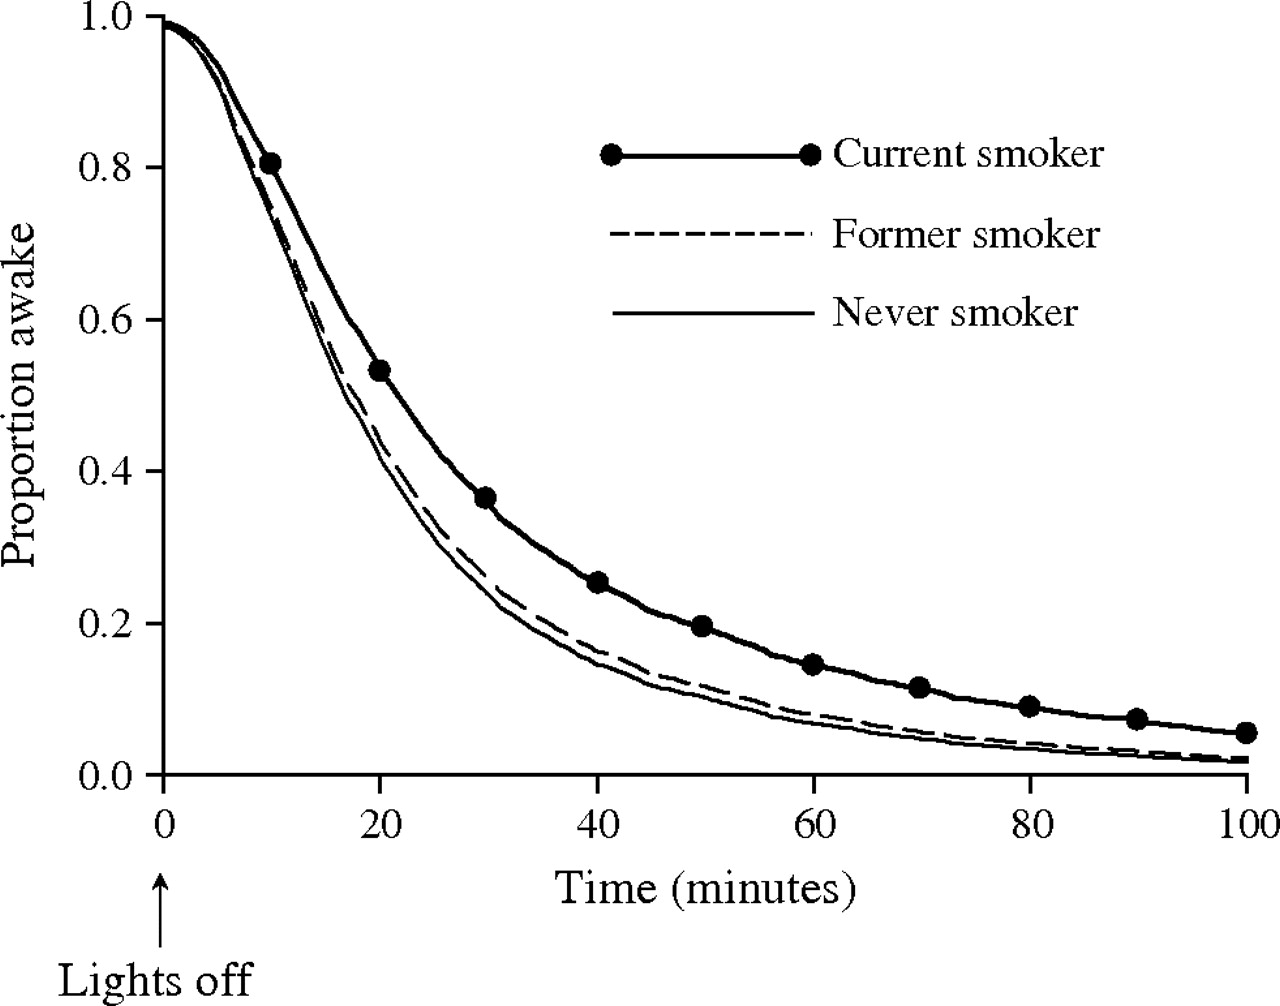 1.0
0.8
0.6
0.4
0.2
0.0
Proportion awake
Current smoker
Former smoker
Never smoker
0 20 40 60 80 100
Time (minutes)
Lights off